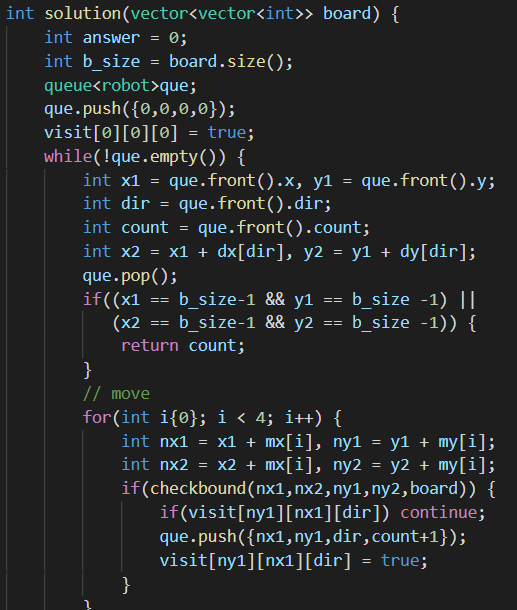 int solution(vector<vector<int>> board) {
    int answer = 0;
    int b_size = board.size();
    queue<robot>que;
    que.push({0,0,0,0});
    visit[0][0][0] = true;
    while(!que.empty()) {
        int x1 = que.front().x, y1 = que.front().y;
        int dir = que.front().dir;
        int count = que.front().count;
        int x2 = x1 + dx[dir], y2 = y1 + dy[dir];
        que.pop();
        if((x1 == b_size-1 && y1 == b_size -1) ||
           (x2 == b_size-1 && y2 == b_size -1)) {
            return count;
        }
        // move
        for(int i{0}; i < 4; i++) {
            int nx1 = x1 + mx[i], ny1 = y1 + my[i];
            int nx2 = x2 + mx[i], ny2 = y2 + my[i];
            if(checkbound(nx1,nx2,ny1,ny2,board)) {
                if(visit[ny1][nx1][dir]) continue;
                que.push({nx1,ny1,dir,count+1});
                visit[ny1][nx1][dir] = true;
            }
        }